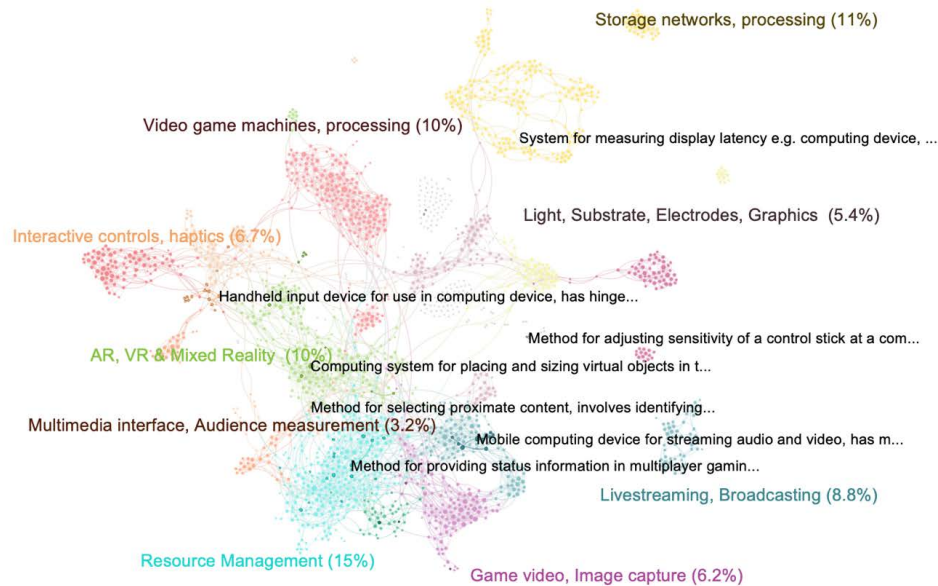 Storage networks, processing (11%)
Video game machines, processing (10%)
System for measuring display latency e.g. computing device, ...
Light, Substrate, Electrodes, Graphics (5.4%)
Interactive controls, haptics (6.7%)
Handheld input device for use in computing device, has hinge...
Method for adjusting sensitivity of a control stick at a com...
AR, VR & Mixed Reality (10%)
Computing system for placing and sizing virtual objects in t...
Method for selecting proximate content, involves identifying...
Multimedia interface, Audience measurement (3.2%)
Mobile computing device for streaming audio and video, has m...
Method for providing status information in multiplayer gamin...
Livestreaming, Broadcasting (8.8%)
Resource Management (15%)
Game video, Image capture (6.2%)